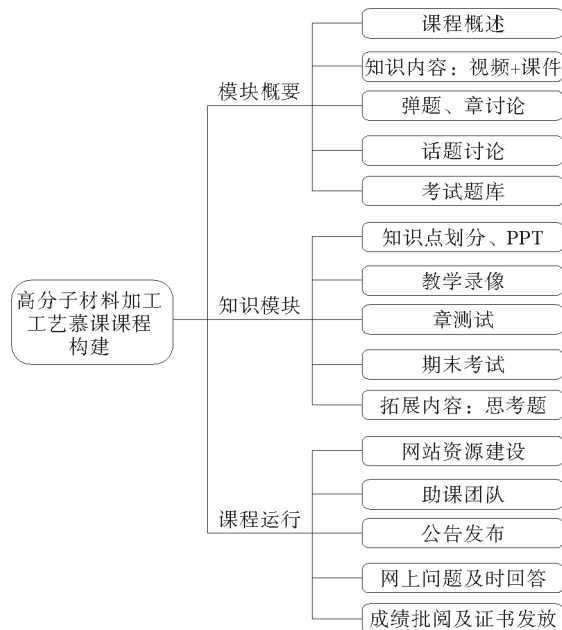 高分子材料加工
工艺慕课课程
构建
模块概要
课程概述
知识内容：视频+课件
弹题、章讨论
话题讨论
考试题库
知识模块
知识点划分、PPT
教学录像
章测试
期末考试
拓展内容：思考题
课程运行
网站资源建设
助课团队
公告发布
网上问题及时回答
成绩批阅及证书发放